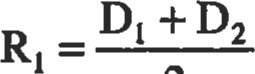 R₁ = (D₁ + D₂) /